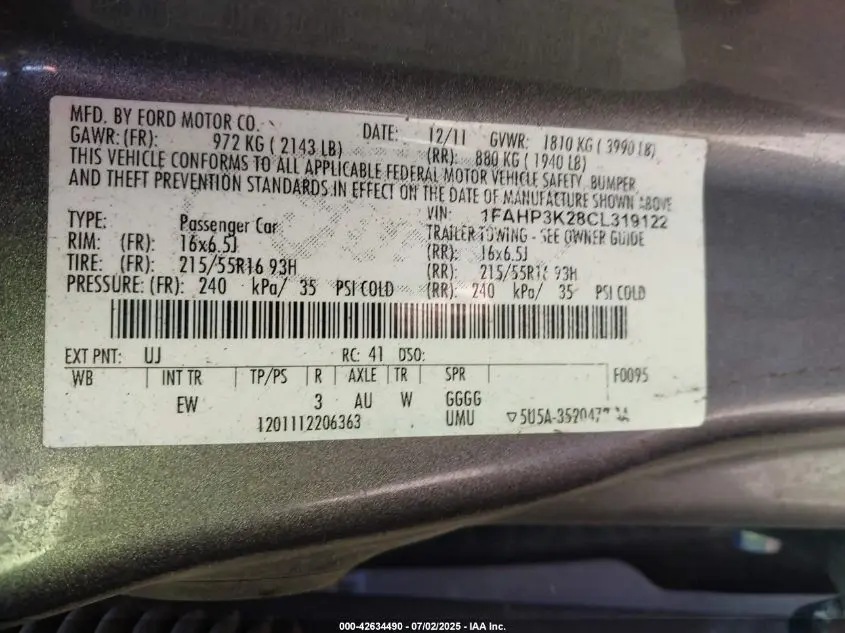 MFD. BY FORD MOTOR CO. DATE: 12/11 GVWR: 1810 KG ( 3990 LB)
GAWR: (FR): 972 KG ( 2143 LB) (RR): 880 KG ( 1940 LB)
THIS VEHICLE CONFORMS TO ALL APPLICABLE FEDERAL MOTOR VEHICLE SAFETY, BUMPER,
AND THEFT PREVENTION STANDARDS IN EFFECT ON THE DATE OF MANUFACTURE SHOWN ABOVE
VIN: 1FAHP3K28CL319122
TYPE: Passenger Car TRAILER TOWING - SEE OWNER GUIDE
RIM: (FR): 16x6.5J (RR): 16x6.5J
TIRE: (FR): 215/55R16 93H (RR): 215/55R16 93H
PRESSURE: (FR): 240 kPa/ 35 PSI COLD (RR): 240 kPa/ 35 PSI COLD
EXT PNT: UJ RC: 41 DSO:
WB INT TR TP/PS R AXLE TR SPR F0095
EW 3 AU W GGGG
1201112206363 UMU
000-42634490 - 07/02/2025 - IAA Inc.